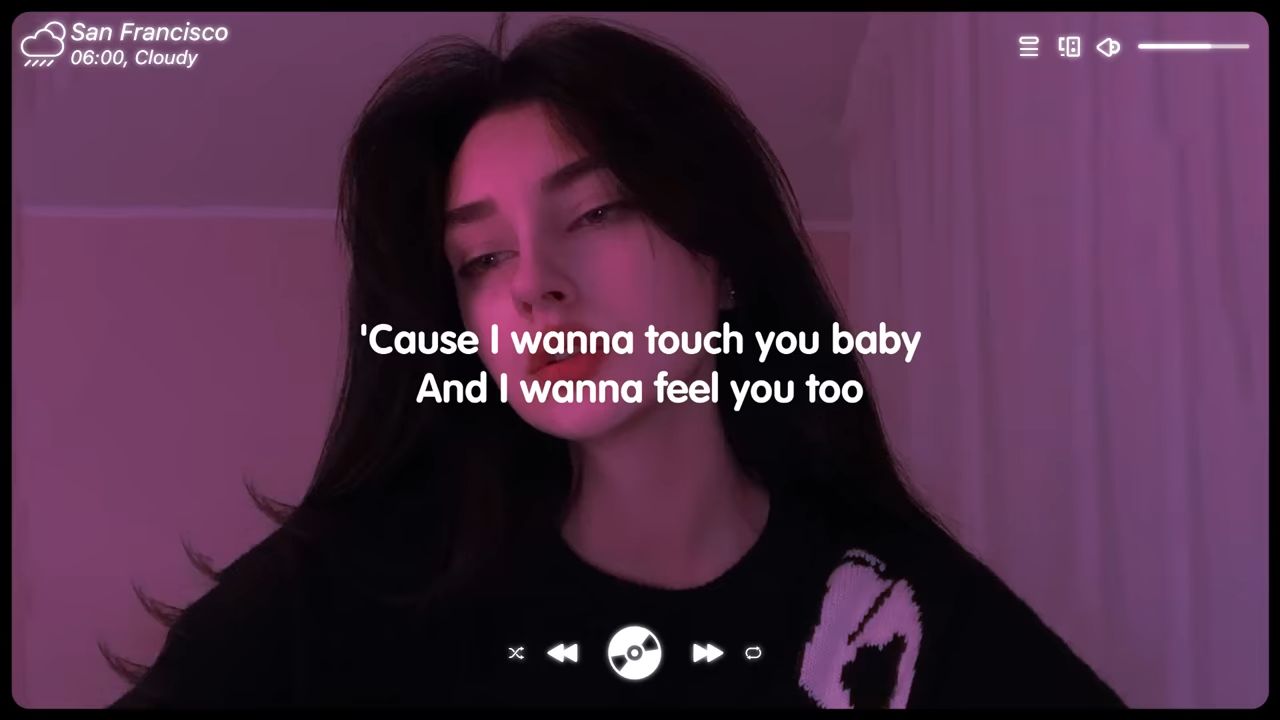 San Francisco
06:00, Cloudy
'Cause I wanna touch you baby
And I wanna feel you too